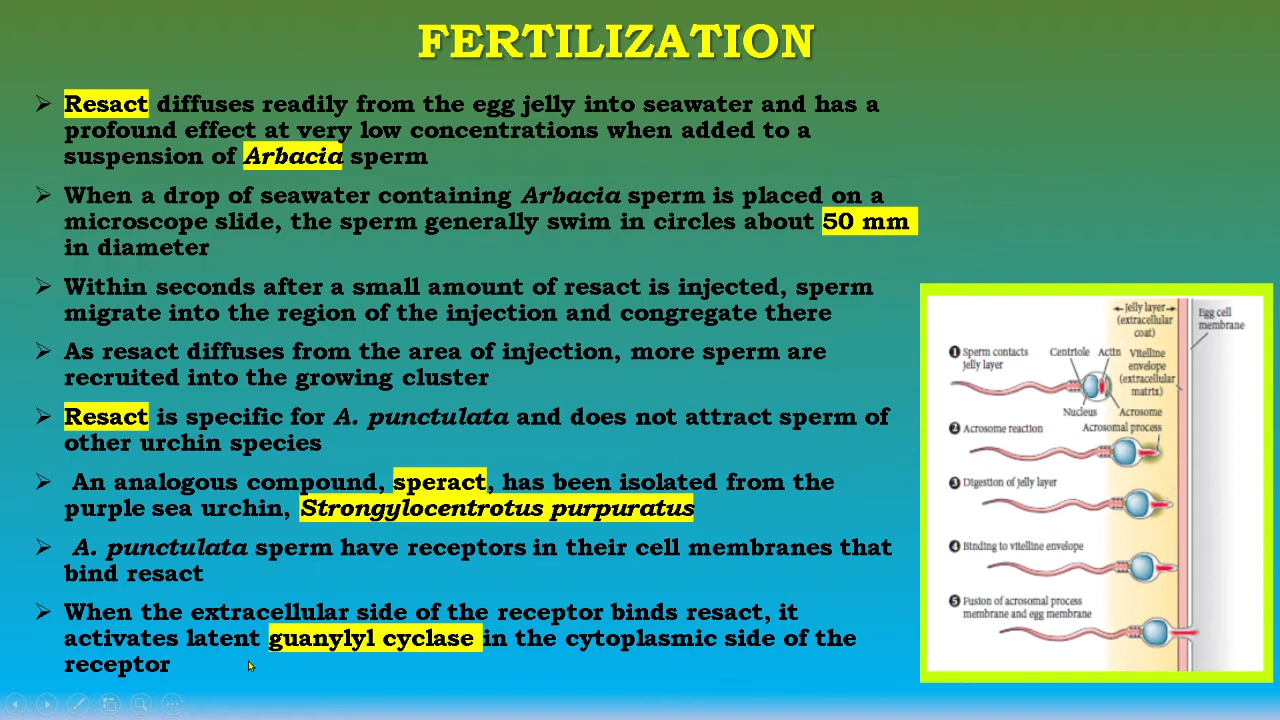 FERTILIZATION
➢ Resact diffuses readily from the egg jelly into seawater and has a
profound effect at very low concentrations when added to a
suspension of Arbacia sperm
➢ When a drop of seawater containing Arbacia sperm is placed on a
microscope slide, the sperm generally swim in circles about 50 mm
in diameter
➢ Within seconds after a small amount of resact is injected, sperm
migrate into the region of the injection and congregate there
➢ As resact diffuses from the area of injection, more sperm are
recruited into the growing cluster
➢ Resact is specific for A. punctulata and does not attract sperm of
other urchin species
➢ An analogous compound, speract, has been isolated from the
purple sea urchin, Strongylocentrotus purpuratus
➢ A. punctulata sperm have receptors in their cell membranes that
bind resact
➢ When the extracellular side of the receptor binds resact, it
activates latent guanylyl cyclase in the cytoplasmic side of the
receptor
Jelly layer
(extracellular
coat)
Egg cell
membrane
1 Sperm contacts
jelly layer
Centriole
Actin
Vitelline
envelope
(extracellular
matrix)
Nucleus
Acrosome
2 Acrosome reaction
Acrosomal process
3 Digestion of jelly layer
4 Binding to vitelline envelope
5 Fusion of acrosomal process
membrane and egg membrane